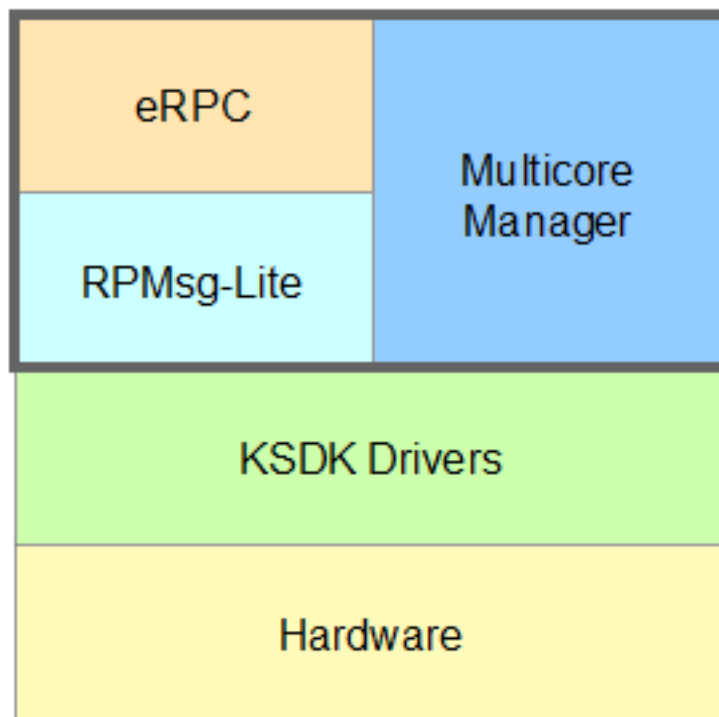 eRPC
Multicore
Manager
RPMsg-Lite
KSDK Drivers
Hardware